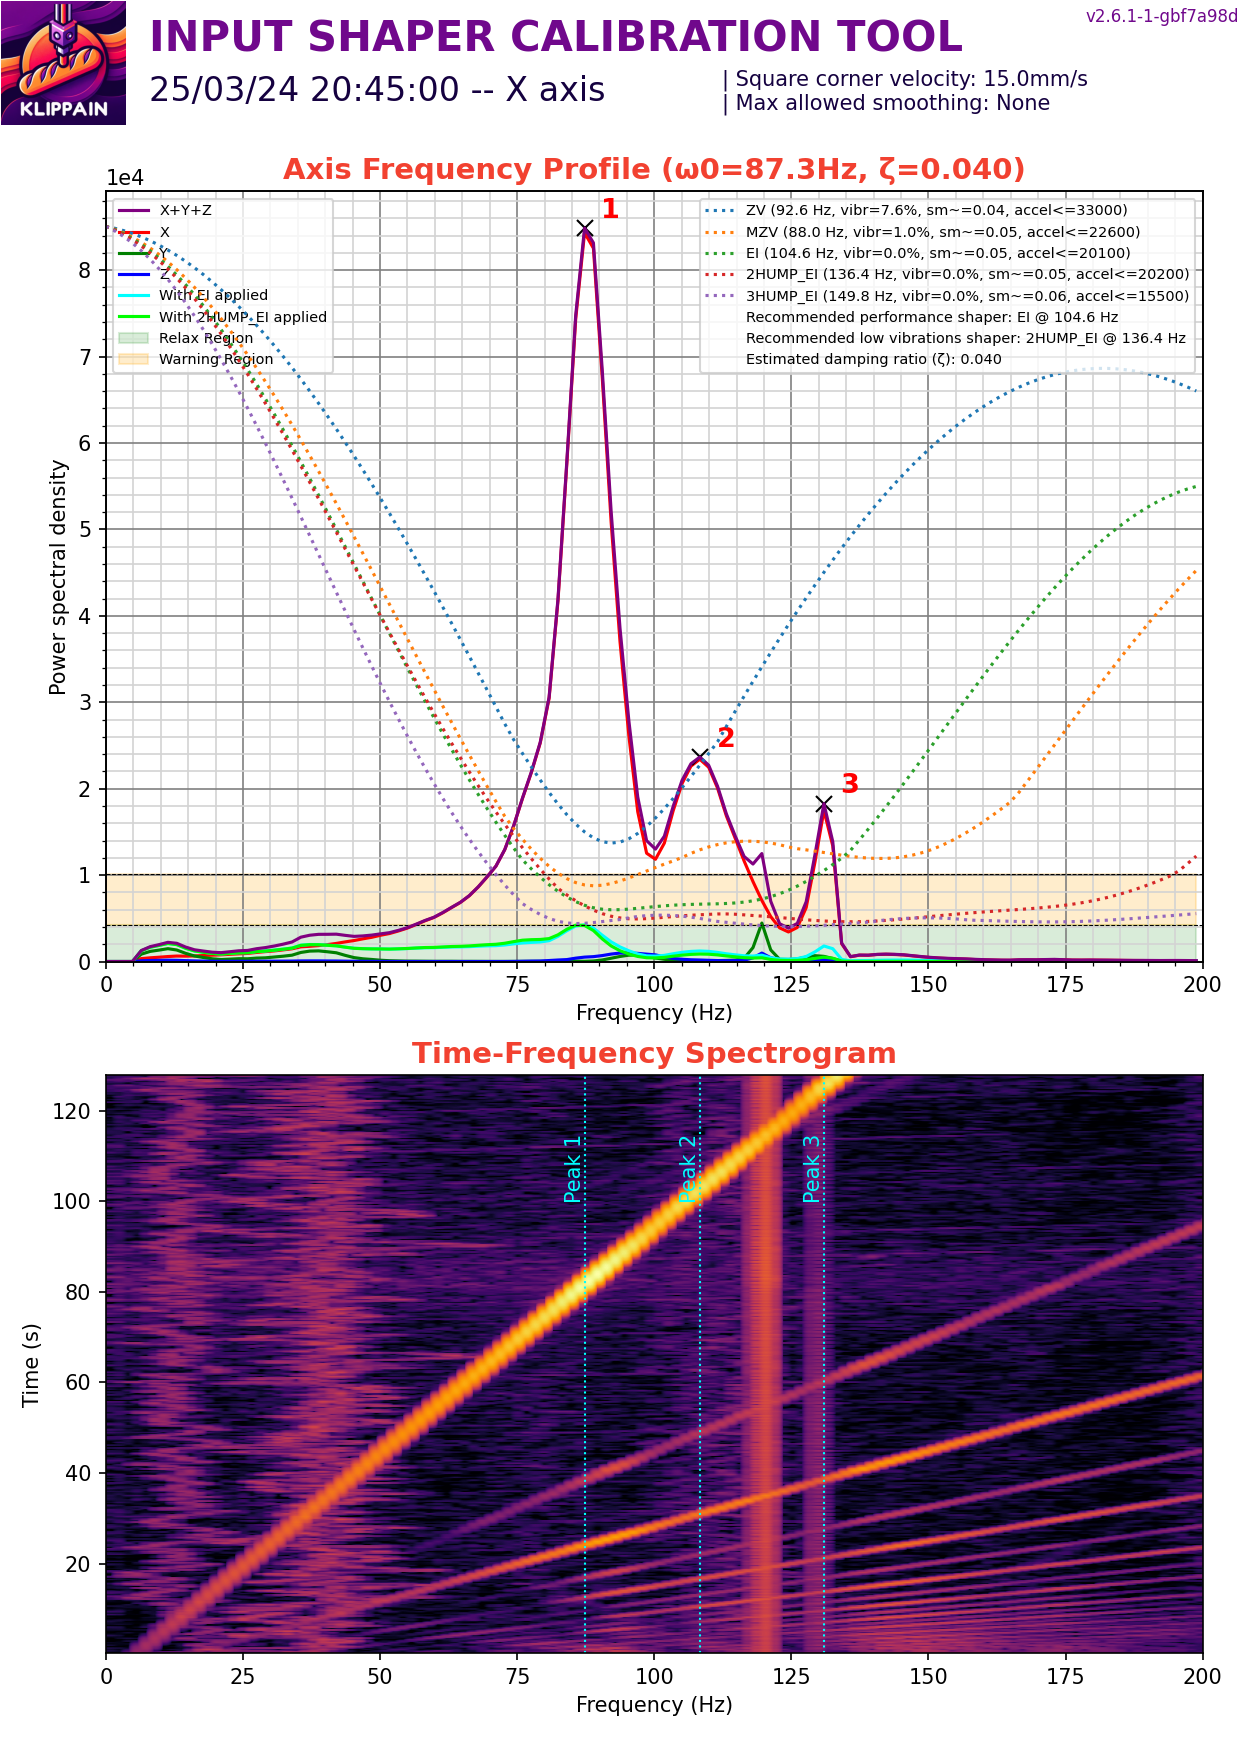 INPUT SHAPER CALIBRATION TOOL
v2.6.1-1-gbf7a98d
25/03/24 20:45:00 -- X axis
| Square corner velocity: 15.0mm/s
| Max allowed smoothing: None
KLIPPAIN
Axis Frequency Profile (ω0=87.3Hz, ζ=0.040)
1e4
X+Y+Z
X
Y
Z
With EI applied
With 2HUMP_EI applied
Relax Region
Warning Region
1
2
3
ZV (92.6 Hz, vibr=7.6%, sm~=0.04, accel<=33000)
MZV (88.0 Hz, vibr=1.0%, sm~=0.05, accel<=22600)
EI (104.6 Hz, vibr=0.0%, sm~=0.05, accel<=20100)
2HUMP_EI (136.4 Hz, vibr=0.0%, sm~=0.05, accel<=20200)
3HUMP_EI (149.8 Hz, vibr=0.0%, sm~=0.06, accel<=15500)
Recommended performance shaper: EI @ 104.6 Hz
Recommended low vibrations shaper: 2HUMP_EI @ 136.4 Hz
Estimated damping ratio (ζ): 0.040
Power spectral density
8
7
6
5
4
3
2
1
0
0 25 50 75 100 125 150 175 200
Frequency (Hz)
Time-Frequency Spectrogram
Time (s)
120
100
80
60
40
20
Peak 1
Peak 2
Peak 3
0 25 50 75 100 125 150 175 200
Frequency (Hz)